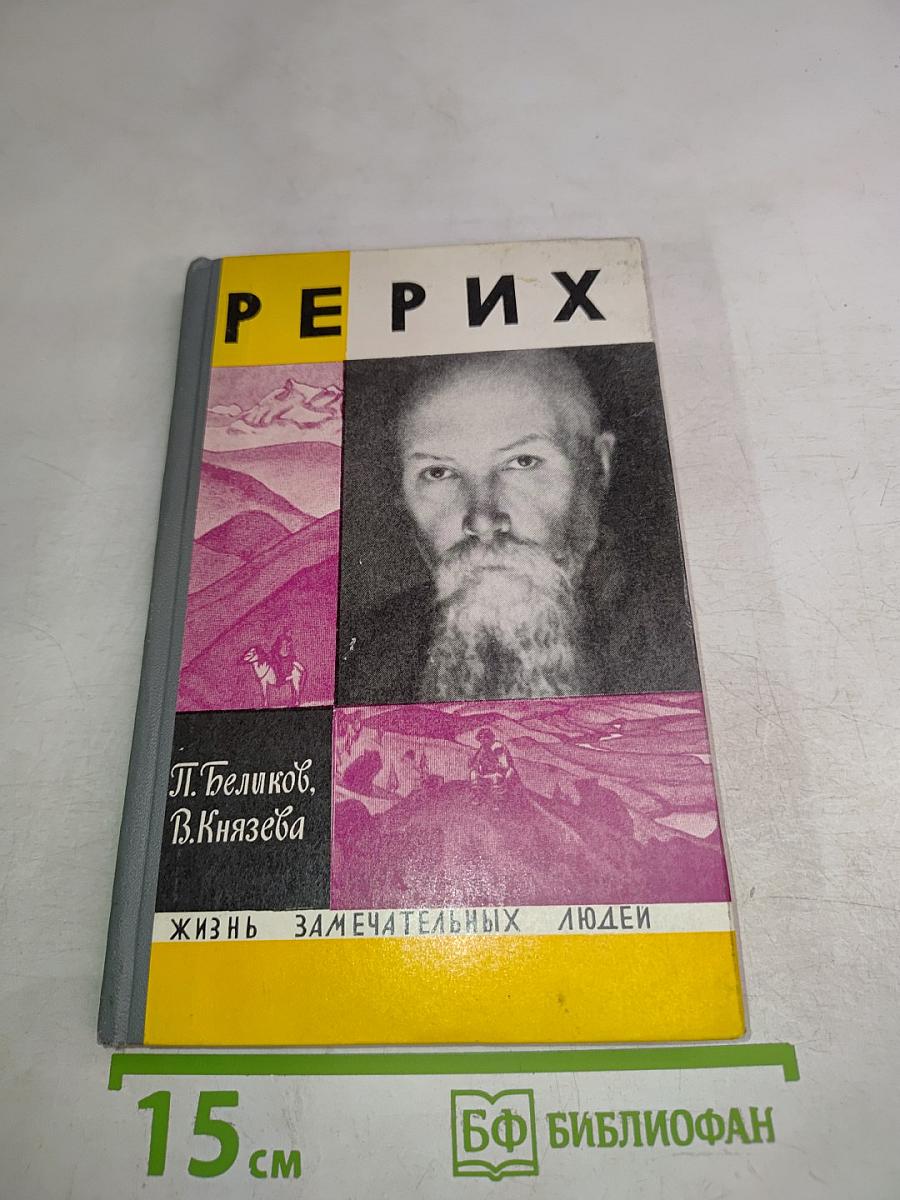 РЕРИХ
П. Беликов,
В. Князева
ЖИЗНЬ ЗАМЕЧАТЕЛЬНЫХ ЛЮДЕЙ
15 см
БФ БИБЛИОФАН